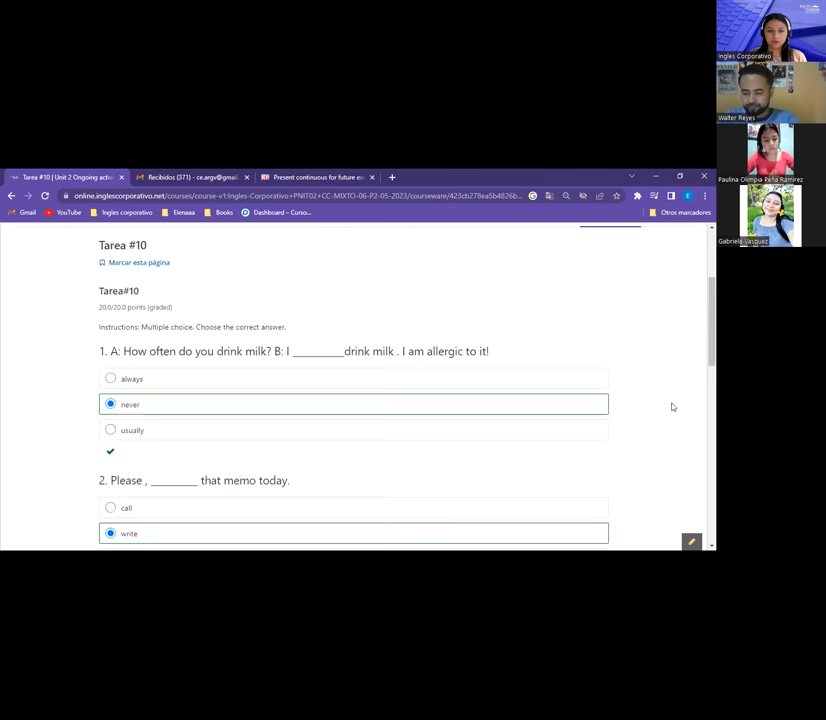 Tarea #10 | Unit 2 Ongoing activ
Recibidos (371) - ce.argv@gmail.
Present continuous for future e
online.inglescorporativo.net/courses/course-v1:Ingles-Corporativo+PNIT02+CC-MIXTO-06-P2-05-2023/courseware/423cb278ea5b4826b...
Gmail
YouTube
Ingles corporativo
Elenaaa
Books
Dashboard – Curso...
Otros marcadores
Tarea #10
Marcar esta página
Tarea#10
20.0/20.0 points (graded)
Instructions: Multiple choice. Choose the correct answer.
1. A: How often do you drink milk? B: I _________drink milk . I am allergic to it!
always
never
usually
2. Please , ________ that memo today.
call
write
Ingles Corporativo
Walter Reyes
Paulina Olimpia Peña Ramirez
Gabriela Vasquez